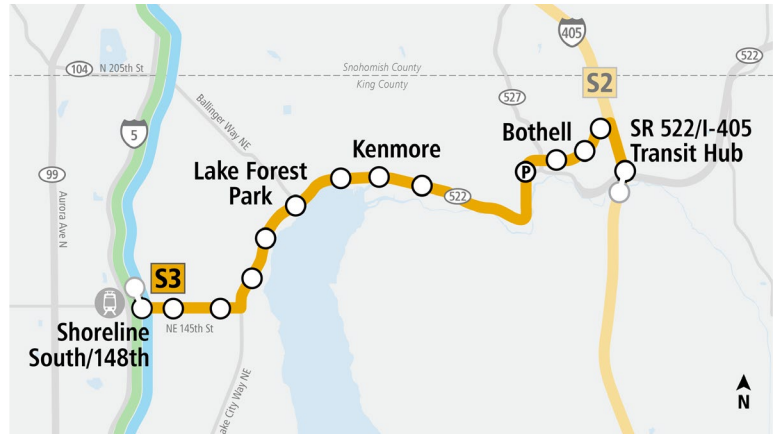 405
Snohomish County
King County
104
N 205th St
522
S2
Ballinger Way NE
527
5
Bothell
SR 522/I-405
Transit Hub
Kenmore
Lake Forest
Park
P
99
Aurora Ave N
522
S3
NE 145th St
Shoreline
South/148th
Lake City Way NE
N